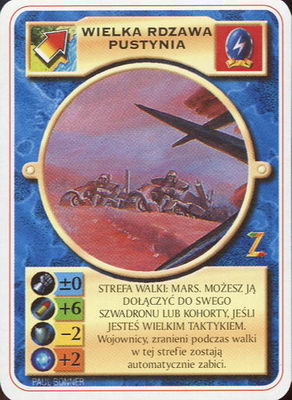 WIELKA RDZAWA
PUSTYNIA
Z
±0
+6
-2
+2
STREFA WALKI: MARS. MOŻESZ JĄ
DOŁĄCZYĆ DO SWEGO
SZWADRONU LUB KOHORTY, JEŚLI
JESTEŚ WIELKIM TAKTYKIEM.
Wojownicy, zranieni podczas walki
w tej strefie zostają
automatycznie zabici.
PAUL BONNER